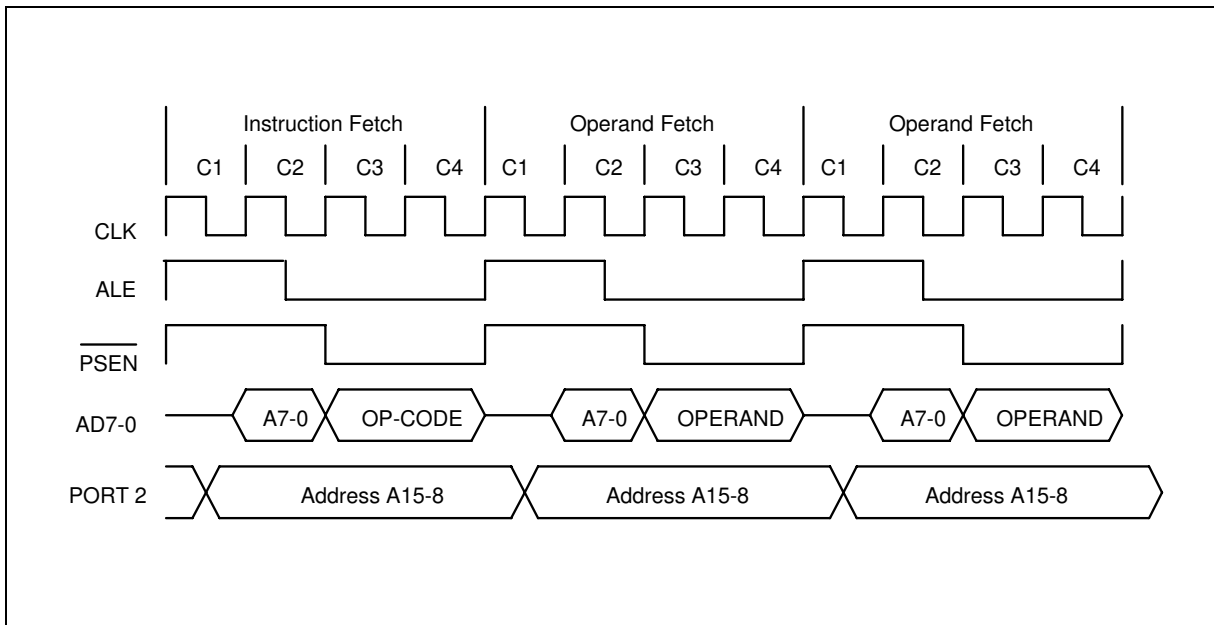 Instruction Fetch Operand Fetch Operand Fetch
C1 C2 C3 C4 C1 C2 C3 C4 C1 C2 C3 C4
CLK
ALE
PSEN
AD7-0 A7-0 OP-CODE A7-0 OPERAND A7-0 OPERAND
PORT 2 Address A15-8 Address A15-8 Address A15-8